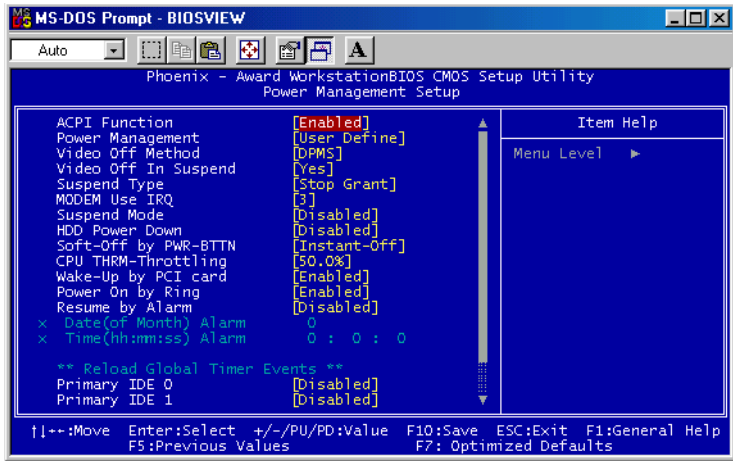 MS-DOS Prompt - BIOSVIEW
Auto
A
Phoenix - Award WorkstationBIOS CMOS Setup Utility
Power Management Setup
ACPI Function [Enabled]
Power Management [User Define]
Video Off Method [DPMS]
Video Off In Suspend [Yes]
Suspend Type [Stop Grant]
MODEM Use IRQ [3]
Suspend Mode [Disabled]
HDD Power Down [Disabled]
Soft-Off by PWR-BTTN [Instant-Off]
CPU THRM-Throttling [50.0%]
Wake-Up by PCI card [Enabled]
Power On by Ring [Enabled]
Resume by Alarm [Disabled]
x Date(of Month) Alarm 0
x Time(hh:mm:ss) Alarm 0 : 0 : 0
** Reload Global Timer Events **
Primary IDE 0 [Disabled]
Primary IDE 1 [Disabled]
Item Help
Menu Level ►
↑↓←→:Move Enter:Select +/-/PU/PD:Value F10:Save ESC:Exit F1:General Help
F5:Previous Values F7: Optimized Defaults